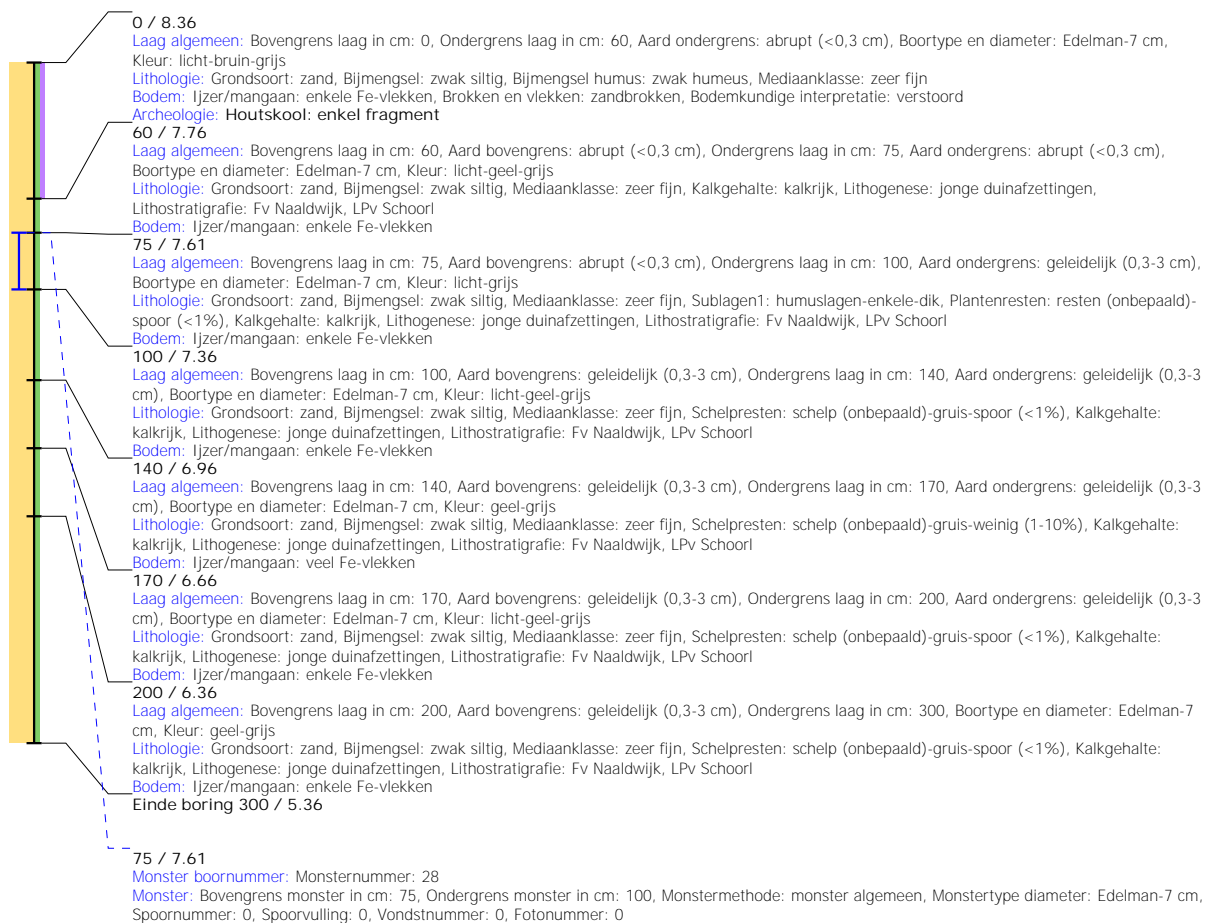 0 / 8.36
Laag algemeen: Bovengrens laag in cm: 0, Ondergrens laag in cm: 60, Aard ondergrens: abrupt (<0,3 cm), Boortype en diameter: Edelman-7 cm,
Kleur: licht-bruin-grijs
Lithologie: Grondsoort: zand, Bijmengsel: zwak siltig, Bijmengsel humus: zwak humeus, Mediaanklasse: zeer fijn
Bodem: Ijzer/mangaan: enkele Fe-vlekken, Brokken en vlekken: zandbrokken, Bodemkundige interpretatie: verstoord
Archeologie: Houtskool: enkel fragment
60 / 7.76
Laag algemeen: Bovengrens laag in cm: 60, Aard bovengrens: abrupt (<0,3 cm), Ondergrens laag in cm: 75, Aard ondergrens: abrupt (<0,3 cm),
Boortype en diameter: Edelman-7 cm, Kleur: licht-geel-grijs
Lithologie: Grondsoort: zand, Bijmengsel: zwak siltig, Mediaanklasse: zeer fijn, Kalkgehalte: kalkrijk, Lithogenese: jonge duinafzettingen,
Lithostratigrafie: Fv Naaldwijk, LPv Schoorl
Bodem: Ijzer/mangaan: enkele Fe-vlekken
75 / 7.61
Laag algemeen: Bovengrens laag in cm: 75, Aard bovengrens: abrupt (<0,3 cm), Ondergrens laag in cm: 100, Aard ondergrens: geleidelijk (0,3-3 cm),
Boortype en diameter: Edelman-7 cm, Kleur: licht-grijs
Lithologie: Grondsoort: zand, Bijmengsel: zwak siltig, Mediaanklasse: zeer fijn, Sublagen1: humuslagen-enkele-dik, Plantenresten: resten (onbepaald)-
spoor (<1%), Kalkgehalte: kalkrijk, Lithogenese: jonge duinafzettingen, Lithostratigrafie: Fv Naaldwijk, LPv Schoorl
Bodem: Ijzer/mangaan: enkele Fe-vlekken
100 / 7.36
Laag algemeen: Bovengrens laag in cm: 100, Aard bovengrens: geleidelijk (0,3-3 cm), Ondergrens laag in cm: 140, Aard ondergrens: geleidelijk (0,3-3
cm), Boortype en diameter: Edelman-7 cm, Kleur: licht-geel-grijs
Lithologie: Grondsoort: zand, Bijmengsel: zwak siltig, Mediaanklasse: zeer fijn, Schelpresten: schelp (onbepaald)-gruis-spoor (<1%), Kalkgehalte:
kalkrijk, Lithogenese: jonge duinafzettingen, Lithostratigrafie: Fv Naaldwijk, LPv Schoorl
Bodem: Ijzer/mangaan: enkele Fe-vlekken
140 / 6.96
Laag algemeen: Bovengrens laag in cm: 140, Aard bovengrens: geleidelijk (0,3-3 cm), Ondergrens laag in cm: 170, Aard ondergrens: geleidelijk (0,3-3
cm), Boortype en diameter: Edelman-7 cm, Kleur: geel-grijs
Lithologie: Grondsoort: zand, Bijmengsel: zwak siltig, Mediaanklasse: zeer fijn, Schelpresten: schelp (onbepaald)-gruis-weinig (1-10%), Kalkgehalte:
kalkrijk, Lithogenese: jonge duinafzettingen, Lithostratigrafie: Fv Naaldwijk, LPv Schoorl
Bodem: Ijzer/mangaan: veel Fe-vlekken
170 / 6.66
Laag algemeen: Bovengrens laag in cm: 170, Aard bovengrens: geleidelijk (0,3-3 cm), Ondergrens laag in cm: 200, Aard ondergrens: geleidelijk (0,3-3
cm), Boortype en diameter: Edelman-7 cm, Kleur: licht-geel-grijs
Lithologie: Grondsoort: zand, Bijmengsel: zwak siltig, Mediaanklasse: zeer fijn, Schelpresten: schelp (onbepaald)-gruis-spoor (<1%), Kalkgehalte:
kalkrijk, Lithogenese: jonge duinafzettingen, Lithostratigrafie: Fv Naaldwijk, LPv Schoorl
Bodem: Ijzer/mangaan: enkele Fe-vlekken
200 / 6.36
Laag algemeen: Bovengrens laag in cm: 200, Aard bovengrens: geleidelijk (0,3-3 cm), Ondergrens laag in cm: 300, Boortype en diameter: Edelman-7
cm, Kleur: geel-grijs
Lithologie: Grondsoort: zand, Bijmengsel: zwak siltig, Mediaanklasse: zeer fijn, Schelpresten: schelp (onbepaald)-gruis-spoor (<1%), Kalkgehalte:
kalkrijk, Lithogenese: jonge duinafzettingen, Lithostratigrafie: Fv Naaldwijk, LPv Schoorl
Bodem: Ijzer/mangaan: enkele Fe-vlekken
Einde boring 300 / 5.36
75 / 7.61
Monster boornummer: Monsternummer: 28
Monster: Bovengrens monster in cm: 75, Ondergrens monster in cm: 100, Monstermethode: monster algemeen, Monstertype diameter: Edelman-7 cm,
Spoornummer: 0, Spoorvulling: 0, Vondstnummer: 0, Fotonummer: 0